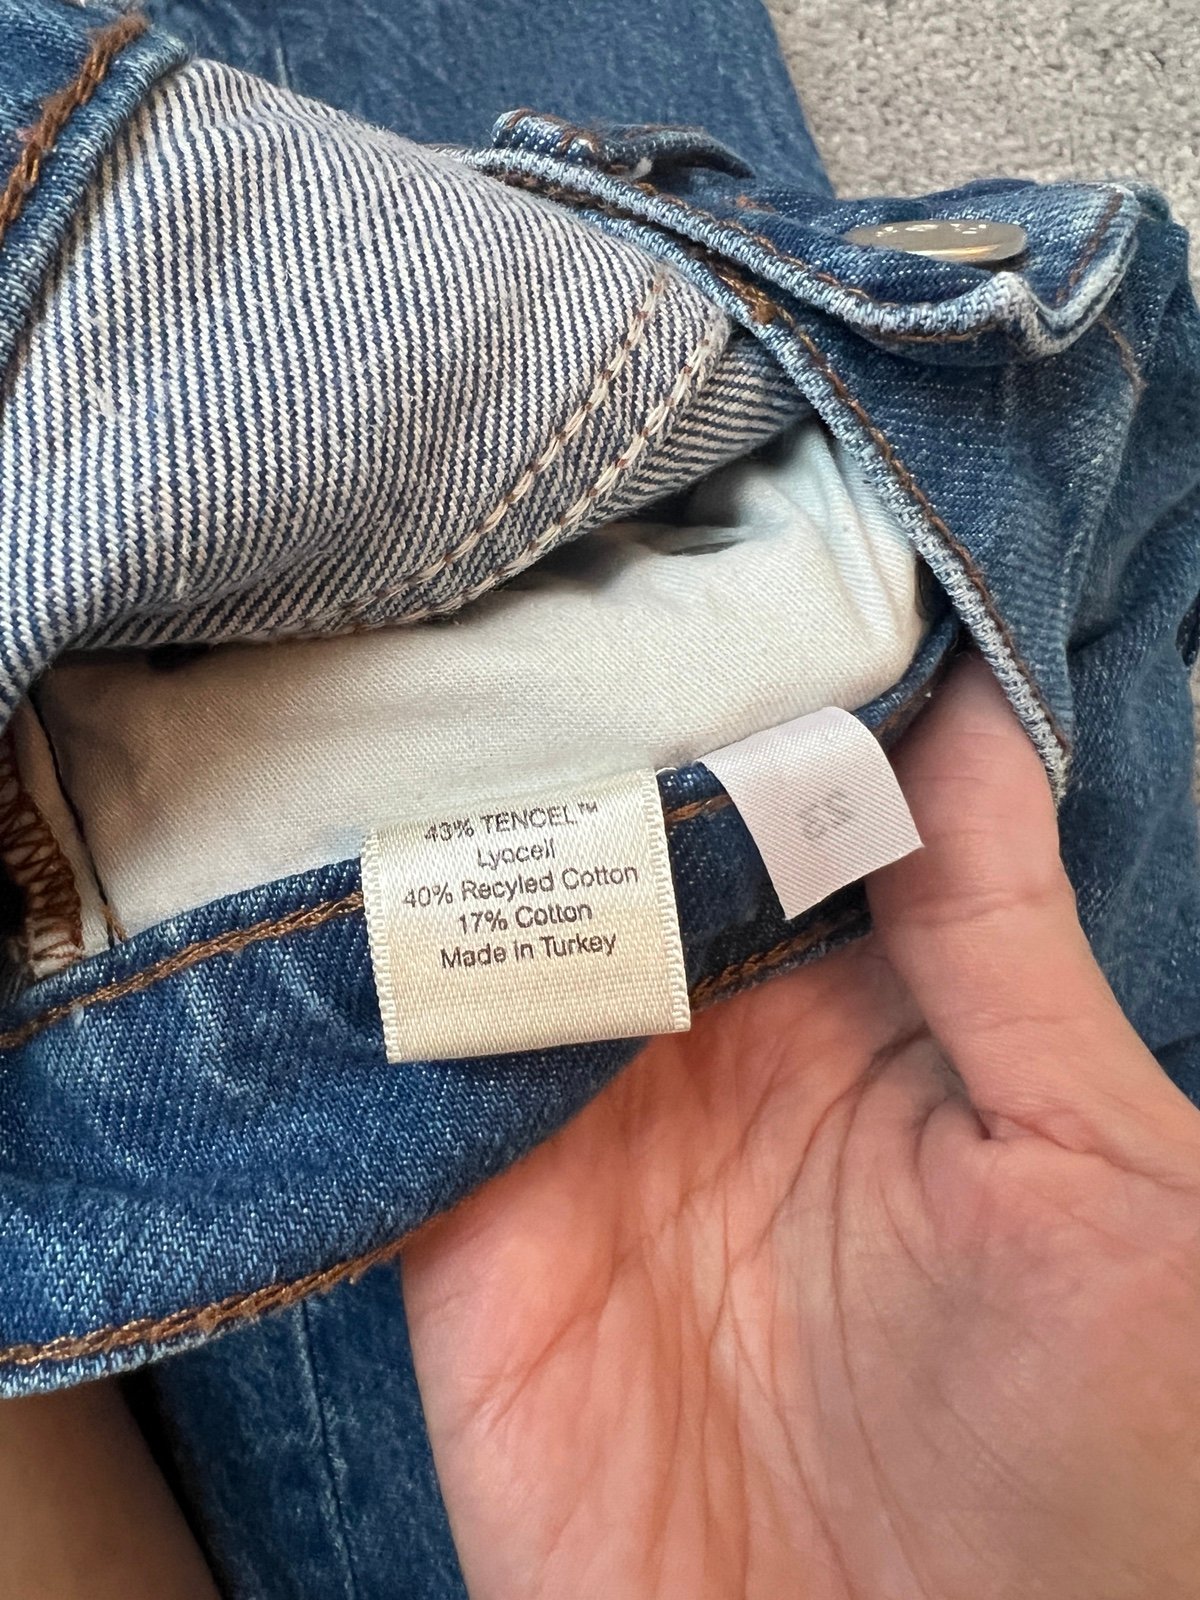 43% TENCEL™
Lyocell
40% Recyled Cotton
17% Cotton
Made in Turkey